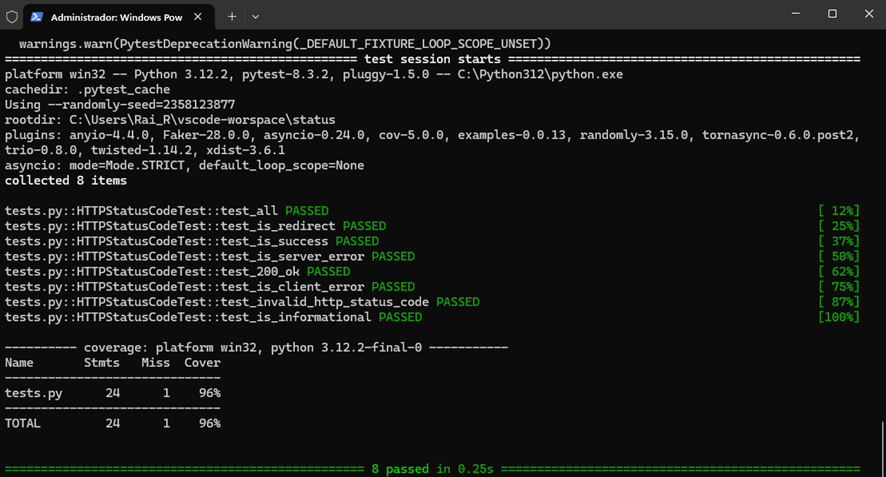 Administrador: Windows Pow
warnings.warn(PytestDeprecationWarning(_DEFAULT_FIXTURE_LOOP_SCOPE_UNSET))
================================================= test session starts =================================================
platform win32 -- Python 3.12.2, pytest-8.3.2, pluggy-1.5.0 -- C:\Python312\python.exe
cachedir: .pytest_cache
Using --randomly-seed=2358123877
rootdir: C:\Users\Rai_R\vscode-worspace\status
plugins: anyio-4.4.0, Faker-28.0.0, asyncio-0.24.0, cov-5.0.0, examples-0.0.13, randomly-3.15.0, tornasync-0.6.0.post2,
trio-0.8.0, twisted-1.14.2, xdist-3.6.1
asyncio: mode=Mode.STRICT, default_loop_scope=None
collected 8 items
tests.py::HTTPStatusCodeTest::test_all PASSED [ 12%]
tests.py::HTTPStatusCodeTest::test_is_redirect PASSED [ 25%]
tests.py::HTTPStatusCodeTest::test_is_success PASSED [ 37%]
tests.py::HTTPStatusCodeTest::test_is_server_error PASSED [ 50%]
tests.py::HTTPStatusCodeTest::test_200_ok PASSED [ 62%]
tests.py::HTTPStatusCodeTest::test_is_client_error PASSED [ 75%]
tests.py::HTTPStatusCodeTest::test_invalid_http_status_code PASSED [ 87%]
tests.py::HTTPStatusCodeTest::test_is_informational PASSED [100%]
---------- coverage: platform win32, python 3.12.2-final-0 -----------
Name Stmts Miss Cover
------------------------------
tests.py 24 1 96%
------------------------------
TOTAL 24 1 96%
================================================== 8 passed in 0.25s ==================================================